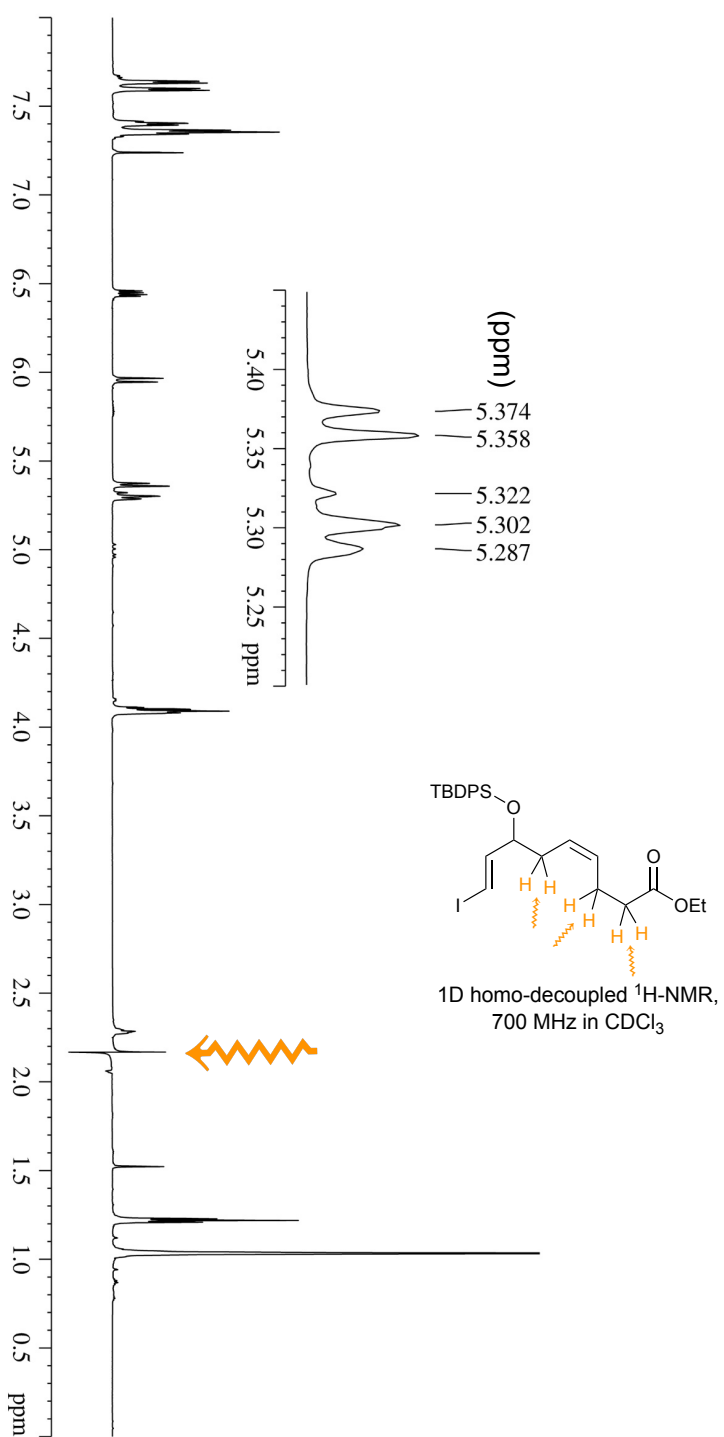 7.5
7.0
6.5
6.0
5.5
5.0
4.5
4.0
3.5
3.0
2.5
2.0
1.5
1.0
0.5
ppm
(ppm)
5.374
5.358
5.322
5.302
5.287
5.40
5.35
5.30
5.25
ppm
TBDPS
O
O
OEt
I
H
H
H
H
H
H
1D homo-decoupled ¹H-NMR,
700 MHz in CDCl₃